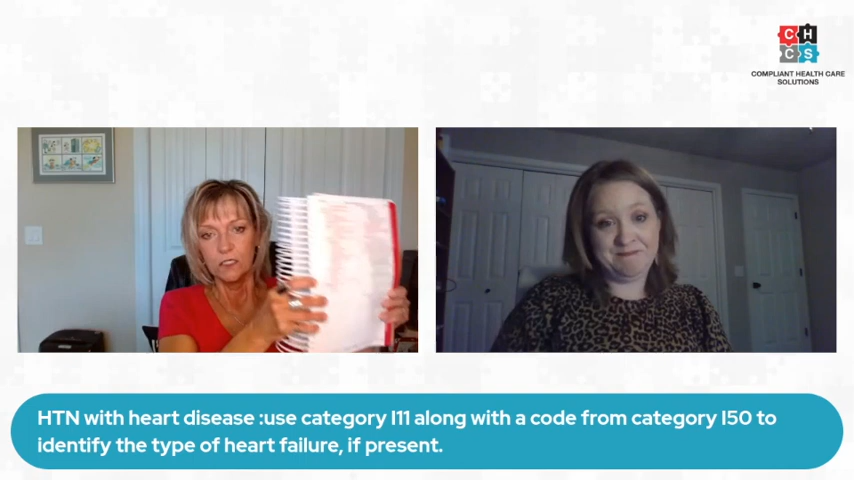 C H
C S
COMPLIANT HEALTH CARE
SOLUTIONS
HTN with heart disease :use category I11 along with a code from category I50 to
identify the type of heart failure, if present.